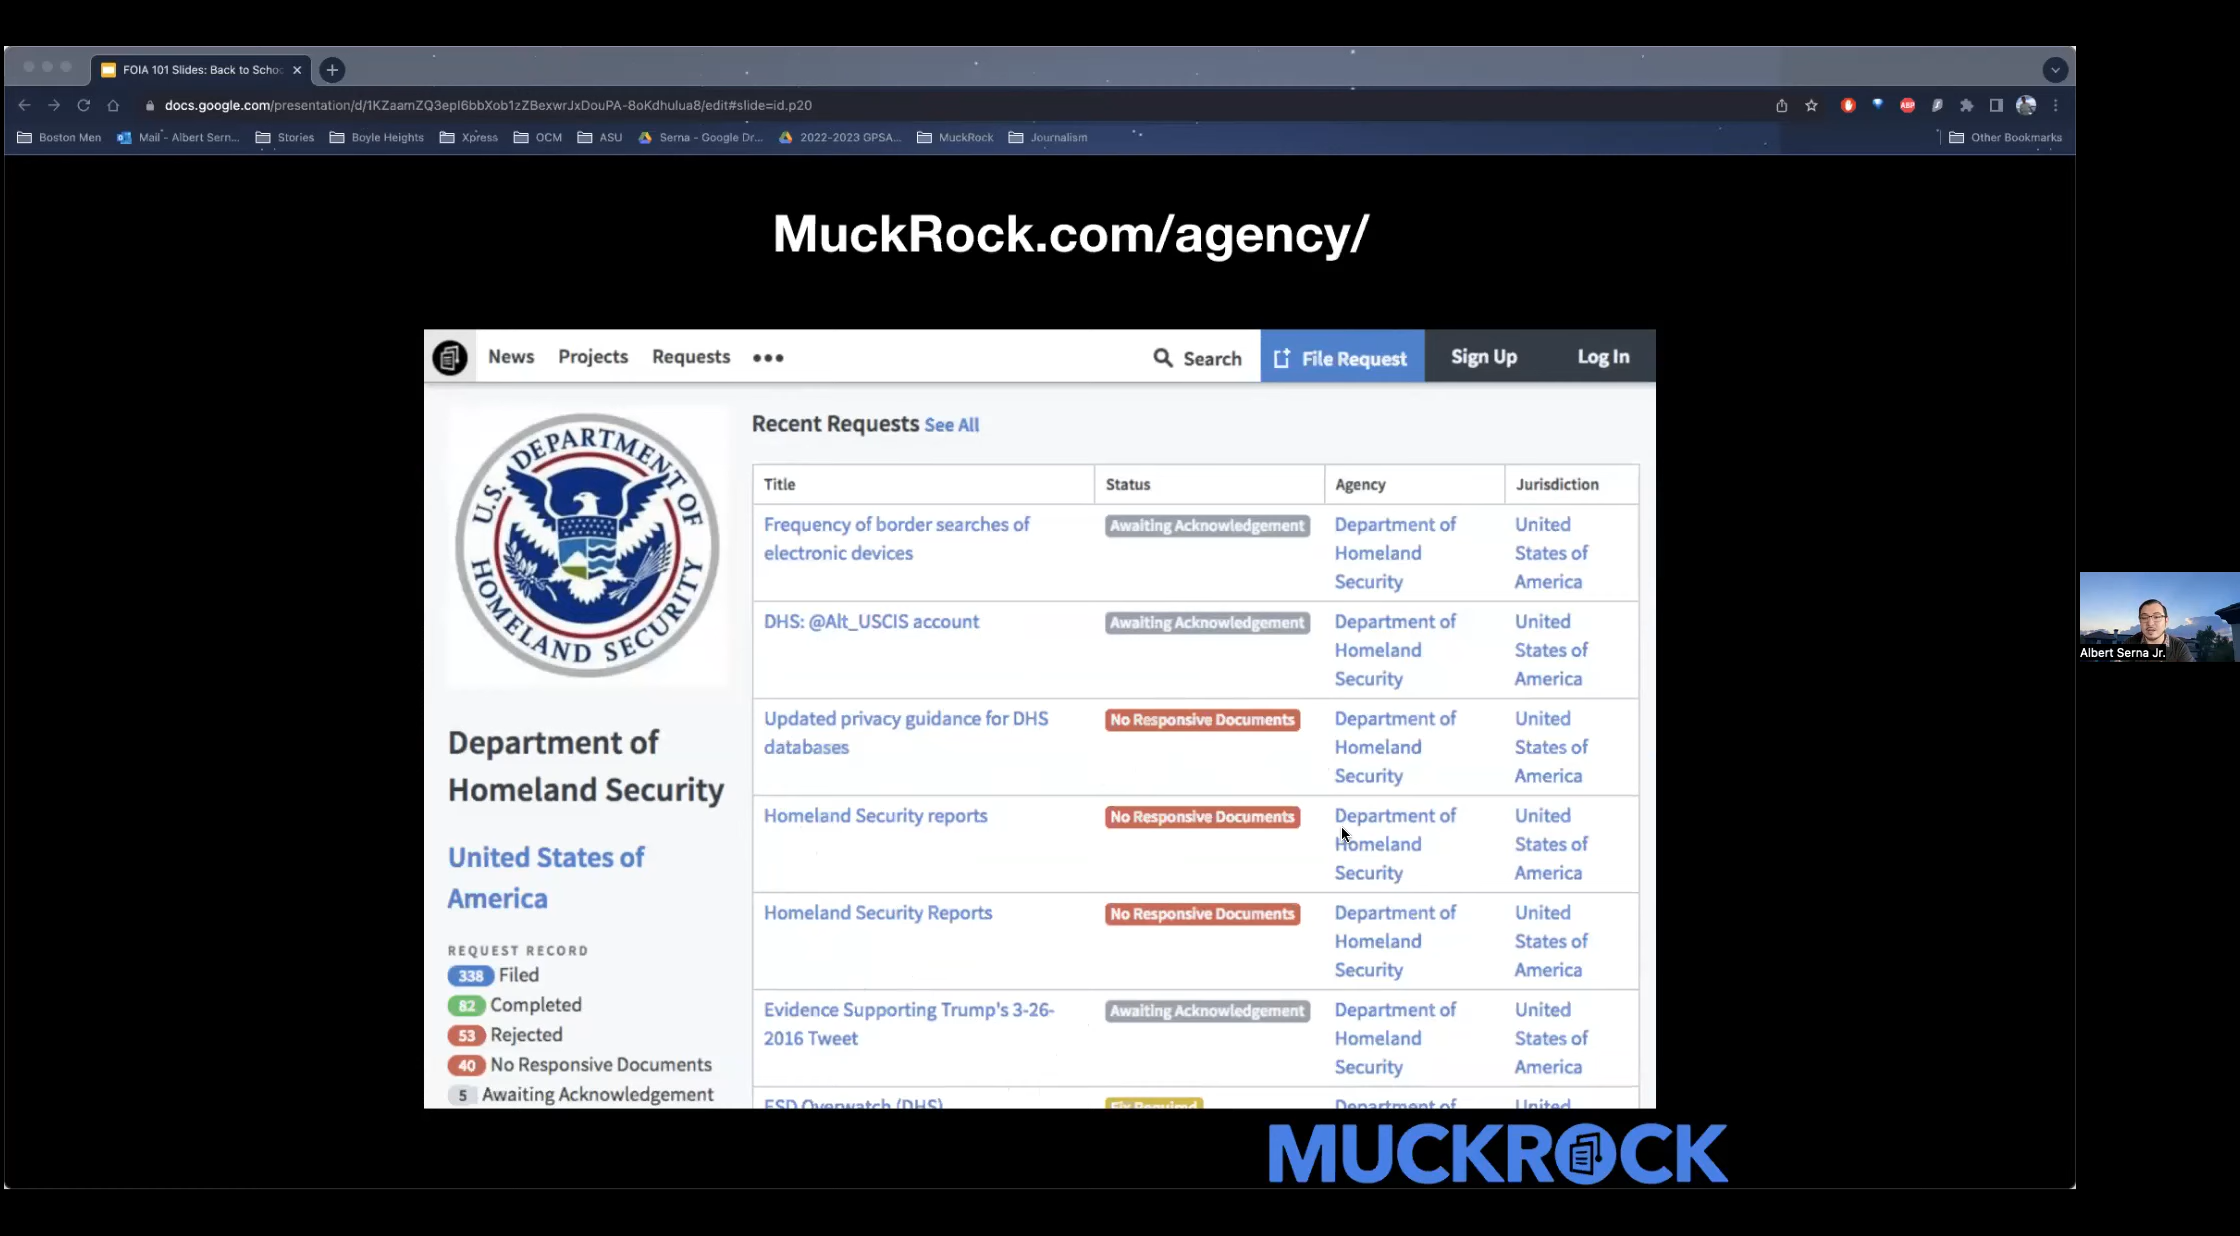 FOIA 101 Slides: Back to Scho
docs.google.com/presentation/d/1KZaamZQ3epI6bbXob1zZBexwrJxDouPA-8oKdhulua8/edit#slide=id.p20
Boston Men
Mail - Albert Sern...
Stories
Boyle Heights
Xpress
OCM
ASU
Serna - Google Dr...
2022-2023 GPSA...
MuckRock
Journalism
Other Bookmarks
MuckRock.com/agency/
News
Projects
Requests
Search
File Request
Sign Up
Log In
U.S. DEPARTMENT OF
HOMELAND SECURITY
Department of
Homeland Security
United States of
America
REQUEST RECORD
338 Filed
82 Completed
53 Rejected
40 No Responsive Documents
5 Awaiting Acknowledgement
Recent Requests See All
Title
Status
Agency
Jurisdiction
Frequency of border searches of
electronic devices
Awaiting Acknowledgement
Department of
Homeland
Security
United
States of
America
DHS: @Alt_USCIS account
Awaiting Acknowledgement
Department of
Homeland
Security
United
States of
America
Updated privacy guidance for DHS
databases
No Responsive Documents
Department of
Homeland
Security
United
States of
America
Homeland Security reports
No Responsive Documents
Department of
Homeland
Security
United
States of
America
Homeland Security Reports
No Responsive Documents
Department of
Homeland
Security
United
States of
America
Evidence Supporting Trump's 3-26-
2016 Tweet
Awaiting Acknowledgement
Department of
Homeland
Security
United
States of
America
ESD Overwatch (DHS)
Fix Required
Department of
United
MUCKROCK
Albert Serna Jr.